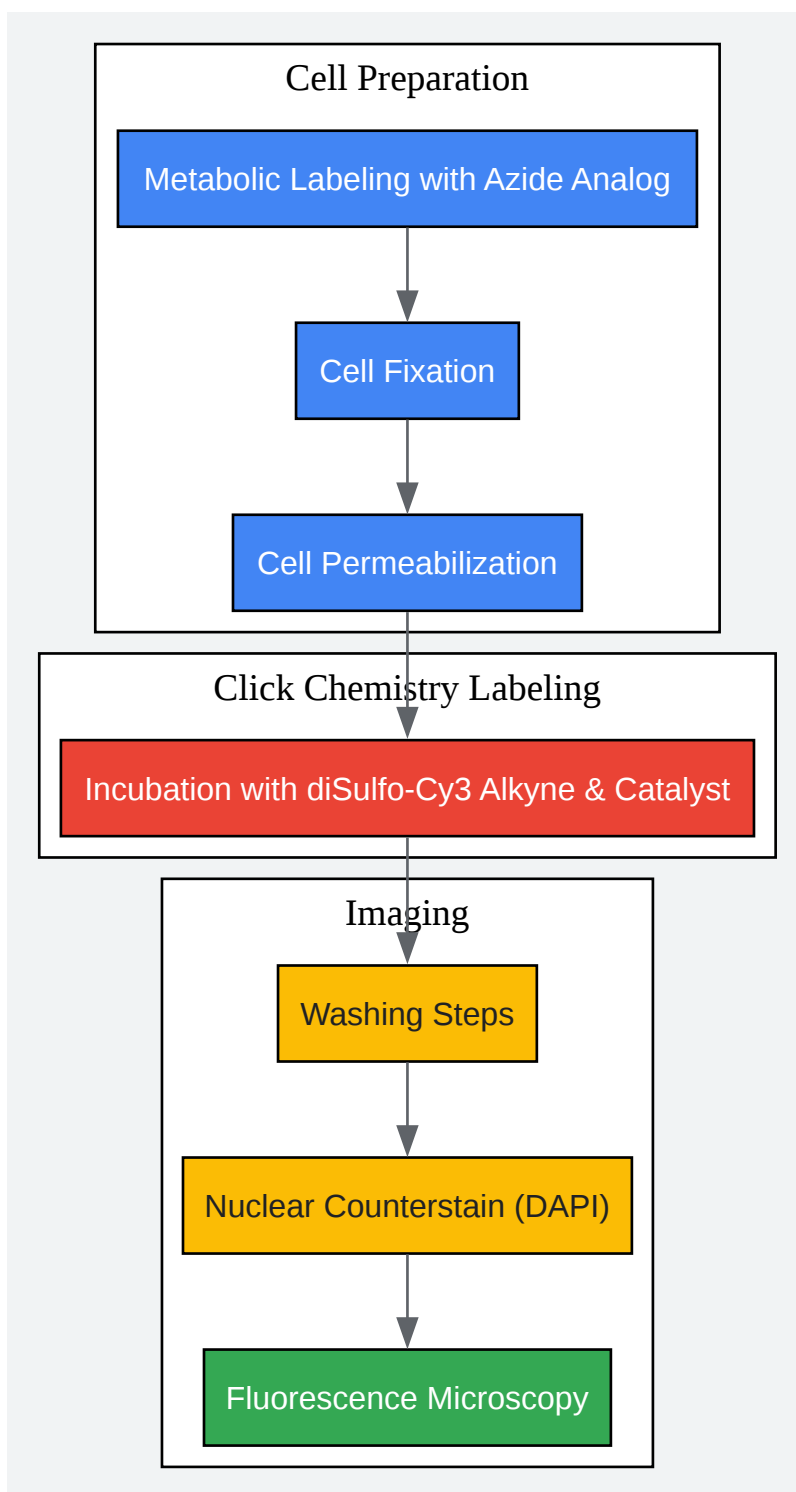 Cell Preparation
Metabolic Labeling with Azide Analog
Cell Fixation
Cell Permeabilization
Click Chemistry Labeling
Incubation with diSulfo-Cy3 Alkyne & Catalyst
Imaging
Washing Steps
Nuclear Counterstain (DAPI)
Fluorescence Microscopy